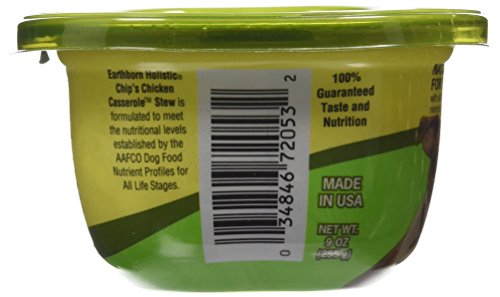 Earthborn Holistic®
Chip's Chicken
Casserole™ Stew is
formulated to meet
the nutritional levels
established by the
AAFCO Dog Food
Nutrient Profiles for
All Life Stages.
0 34846 72053 2
100%
Guaranteed
Taste and
Nutrition
MADE
IN USA
NET WT.
9 OZ
(255 g)